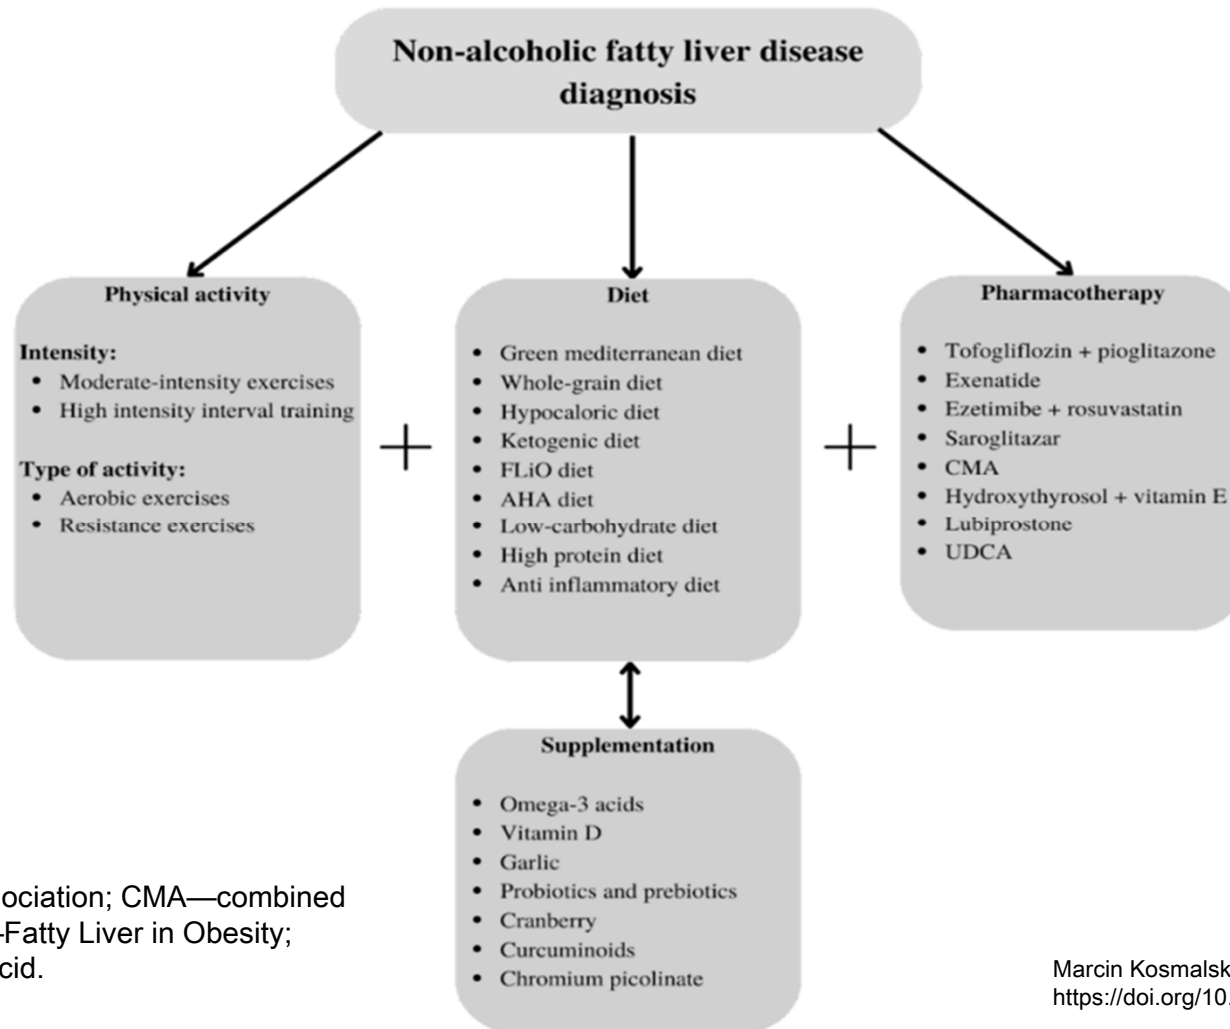 Non-alcoholic fatty liver disease
diagnosis
Physical activity
Intensity:
• Moderate-intensity exercises
• High intensity interval training
Type of activity:
• Aerobic exercises
• Resistance exercises
Diet
• Green mediterranean diet
• Whole-grain diet
• Hypocaloric diet
• Ketogenic diet
• FLiO diet
• AHA diet
• Low-carbohydrate diet
• High protein diet
• Anti inflammatory diet
Pharmacotherapy
• Tofogliflozin + pioglitazone
• Exenatide
• Ezetimibe + rosuvastatin
• Saroglitazar
• CMA
• Hydroxythyrosol + vitamin E
• Lubiprostone
• UDCA
+
+
Supplementation
• Omega-3 acids
• Vitamin D
• Garlic
• Probiotics and prebiotics
• Cranberry
• Curcuminoids
• Chromium picolinate
ociation; CMA—combined
-Fatty Liver in Obesity;
cid.
Marcin Kosmalsk
https://doi.org/10.